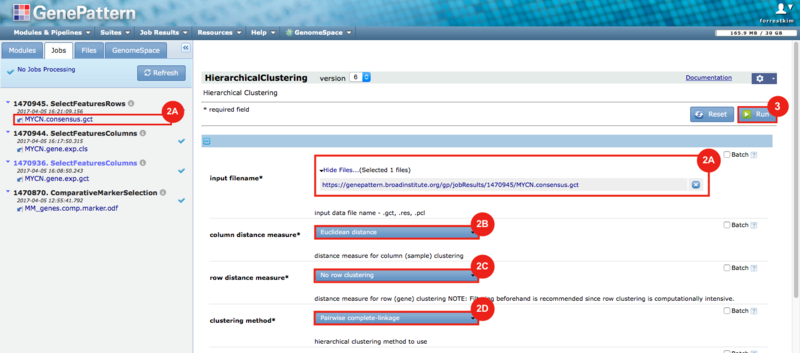 GenePattern
forrestkim
Modules & Pipelines Suites Job Results Resources Help GenomeSpace
165.9 MB / 30 GB
Modules Jobs Files GenomeSpace
No Jobs Processing
Refresh
1470945. SelectFeaturesRows
2017-04-05 16:21:09.156
2A
MYCN.consensus.gct
1470944. SelectFeaturesColumns
2017-04-05 16:17:50.315
MYCN.gene.exp.cls
1470936. SelectFeaturesColumns
2017-04-05 16:08:50.243
MYCN.gene.exp.gct
1470870. ComparativeMarkerSelection
2017-04-05 12:55:41.792
MM_genes.comp.marker.odf
HierarchicalClustering version 6
Documentation
Hierarchical Clustering
* required field
Reset
Run
3
Batch ?
2A
input filename*
Hide Files...(Selected 1 files)
https://genepattern.broadinstitute.org/gp/jobResults/1470945/MYCN.consensus.gct
input data file name - .gct, .res, .pcl
Batch ?
2B
column distance measure*
Euclidean distance
distance measure for column (sample) clustering
Batch ?
2C
row distance measure*
No row clustering
distance measure for row (gene) clustering NOTE: Filtering beforehand is recommended since row clustering is computationally intensive.
Batch ?
2D
clustering method*
Pairwise complete-linkage
hierarchical clustering method to use